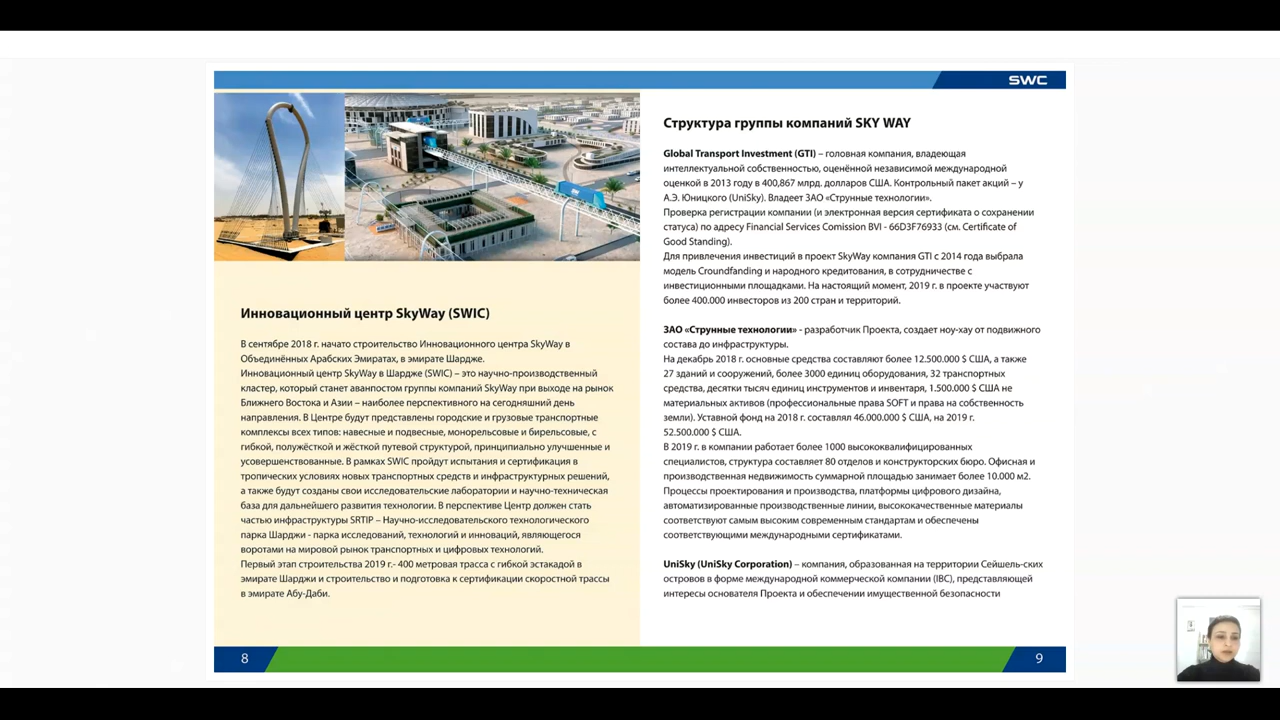 SWC
Инновационный центр SkyWay (SWIC)
В сентябре 2018 г. начато строительство Инновационного центра SkyWay в
Объединённых Арабских Эмиратах, в эмирате Шардже.
Инновационный центр SkyWay в Шардже (SWIC) – это научно-производственный
кластер, который станет аванпостом группы компаний SkyWay при выходе на рынок
Ближнего Востока и Азии – наиболее перспективного на сегодняшний день
направления. В Центре будут представлены городские и грузовые транспортные
комплексы всех типов: навесные и подвесные, монорельсовые и бирельсовые, с
гибкой, полужёсткой и жёсткой путевой структурой, принципиально улучшенные и
усовершенствованные. В рамках SWIC пройдут испытания и сертификация в
тропических условиях новых транспортных средств и инфраструктурных решений,
а также будут созданы свои исследовательские лаборатории и научно-техническая
база для дальнейшего развития технологии. В перспективе Центр должен стать
частью инфраструктуры SRTIP – Научно-исследовательского технологического
парка Шарджи - парка исследований, технологий и инноваций, являющегося
воротами на мировой рынок транспортных и цифровых технологий.
Первый этап строительства 2019 г.- 400 метровая трасса с гибкой эстакадой в
эмирате Шарджи и строительство и подготовка к сертификации скоростной трассы
в эмирате Абу-Даби.
8
Структура группы компаний SKY WAY
Global Transport Investment (GTI) – головная компания, владеющая
интеллектуальной собственностью, оценённой независимой международной
оценкой в 2013 году в 400,867 млрд. долларов США. Контрольный пакет акций – у
А.Э. Юницкого (UniSky). Владеет ЗАО «Струнные технологии».
Проверка регистрации компании (и электронная версия сертификата о сохранении
статуса) по адресу Financial Services Comission BVI - 66D3F76933 (см. Certificate of
Good Standing).
Для привлечения инвестиций в проект SkyWay компания GTI с 2014 года выбрала
модель Croundfanding и народного кредитования, в сотрудничестве с
инвестиционными площадками. На настоящий момент, 2019 г. в проекте участвуют
более 400.000 инвесторов из 200 стран и территорий.
ЗАО «Струнные технологии» - разработчик Проекта, создает ноу-хау от подвижного
состава до инфраструктуры.
На декабрь 2018 г. основные средства составляют более 12.500.000 $ США, а также
27 зданий и сооружений, более 3000 единиц оборудования, 32 транспортных
средства, десятки тысяч единиц инструментов и инвентаря, 1.500.000 $ США не
материальных активов (профессиональные права SOFT и права на собственность
земли). Уставной фонд на 2018 г. составлял 46.000.000 $ США, на 2019 г.
52.500.000 $ США.
В 2019 г. в компании работает более 1000 высококвалифицированных
специалистов, структура составляет 80 отделов и конструкторских бюро. Офисная и
производственная недвижимость суммарной площадью занимает более 10.000 м2.
Процессы проектирования и производства, платформы цифрового дизайна,
автоматизированные производственные линии, высококачественные материалы
соответствуют самым высоким современным стандартам и обеспечены
соответствующими международными сертификатами.
UniSky (UniSky Corporation) – компания, образованная на территории Сейшель-ских
островов в форме международной коммерческой компании (IBC), представляющей
интересы основателя Проекта и обеспечении имущественной безопасности
9